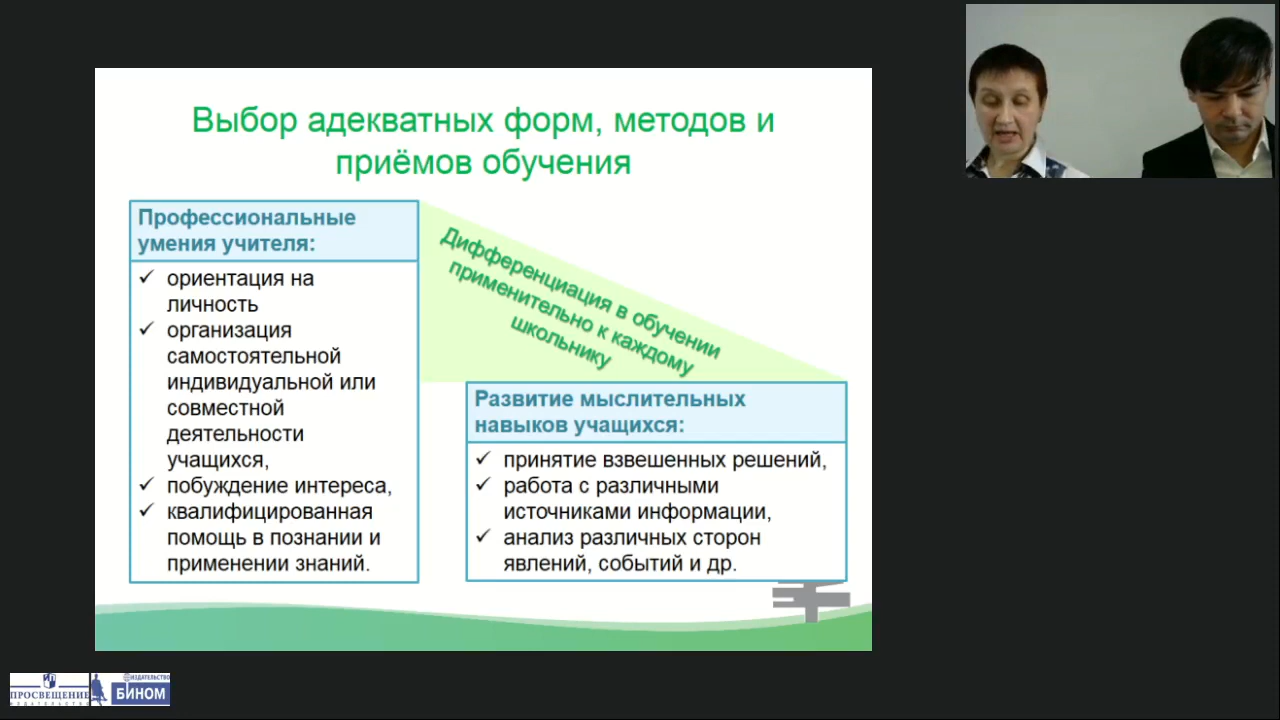 Выбор адекватных форм, методов и
приёмов обучения
Профессиональные
умения учителя:
✓ ориентация на
личность
✓ организация
самостоятельной
индивидуальной или
совместной
деятельности
учащихся,
✓ побуждение интереса,
✓ квалифицированная
помощь в познании и
применении знаний.
Дифференциация в обучении
применительно к каждому
школьнику
Развитие мыслительных
навыков учащихся:
✓ принятие взвешенных решений,
✓ работа с различными
источниками информации,
✓ анализ различных сторон
явлений, событий и др.
ПРОСВЕЩЕНИЕ
ИЗДАТЕЛЬСТВО
ИЗДАТЕЛЬСТВО
БИНОМ